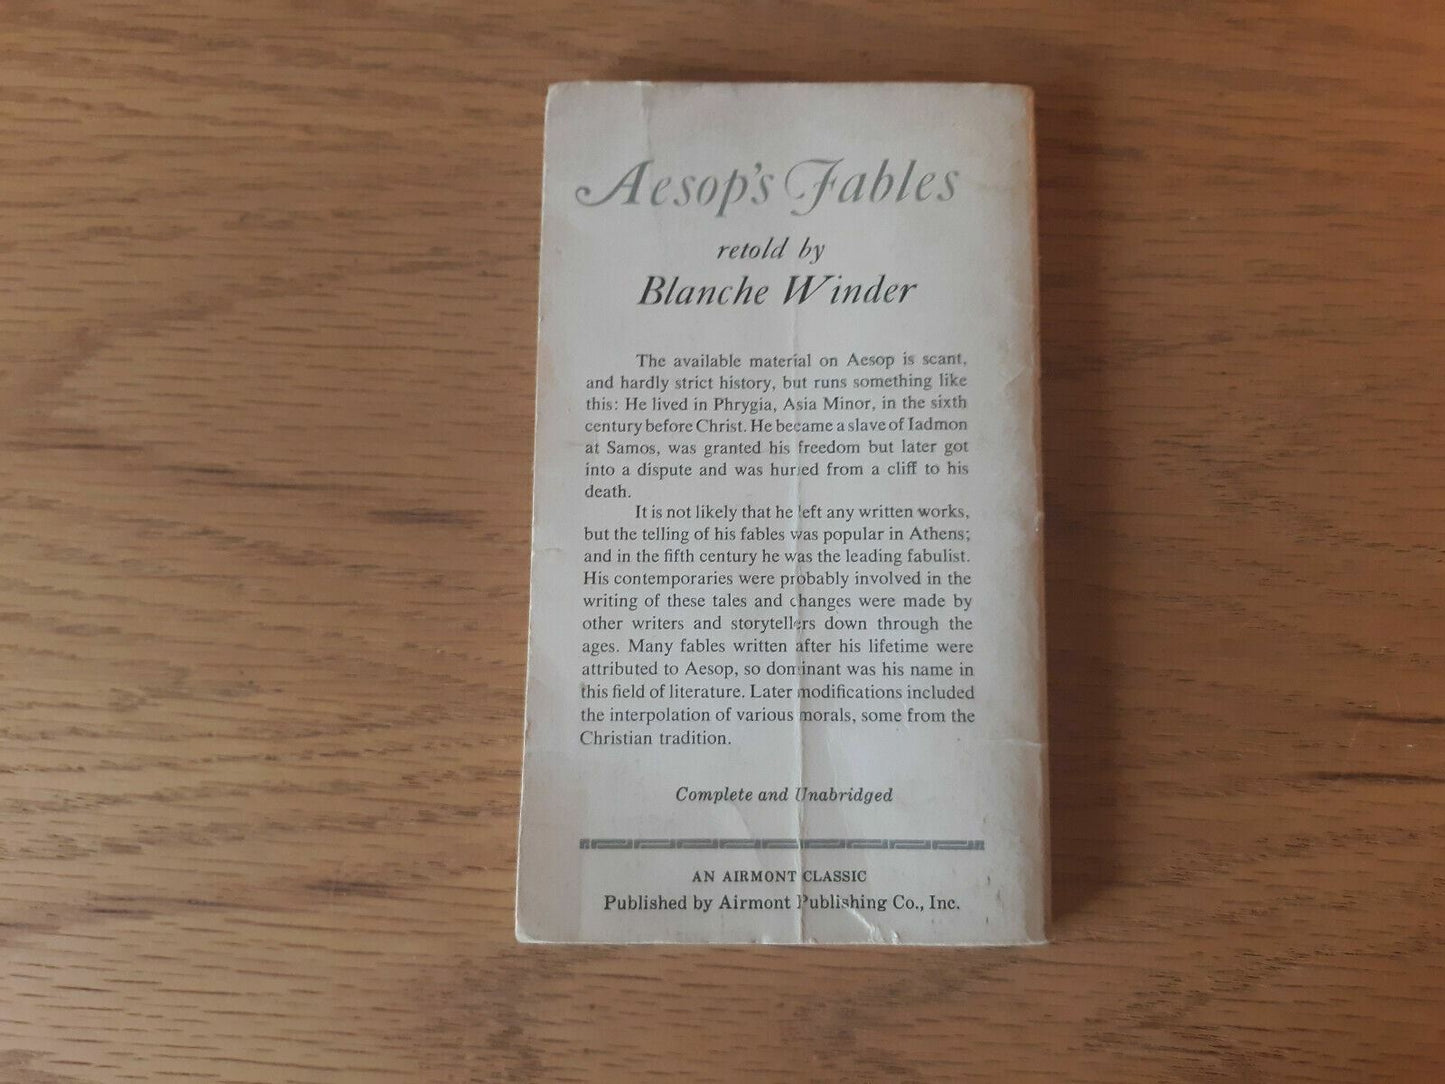 Aesop's Fables
retold by
Blanche Winder
The available material on Aesop is scant,
and hardly strict history, but runs something like
this: He lived in Phrygia, Asia Minor, in the sixth
century before Christ. He became a slave of Iadmon
at Samos, was granted his freedom but later got
into a dispute and was hurled from a cliff to his
death.
It is not likely that he left any written works,
but the telling of his fables was popular in Athens;
and in the fifth century he was the leading fabulist.
His contemporaries were probably involved in the
writing of these tales and changes were made by
other writers and storytellers down through the
ages. Many fables written after his lifetime were
attributed to Aesop, so dominant was his name in
this field of literature. Later modifications included
the interpolation of various morals, some from the
Christian tradition.
Complete and Unabridged
AN AIRMONT CLASSIC
Published by Airmont Publishing Co., Inc.